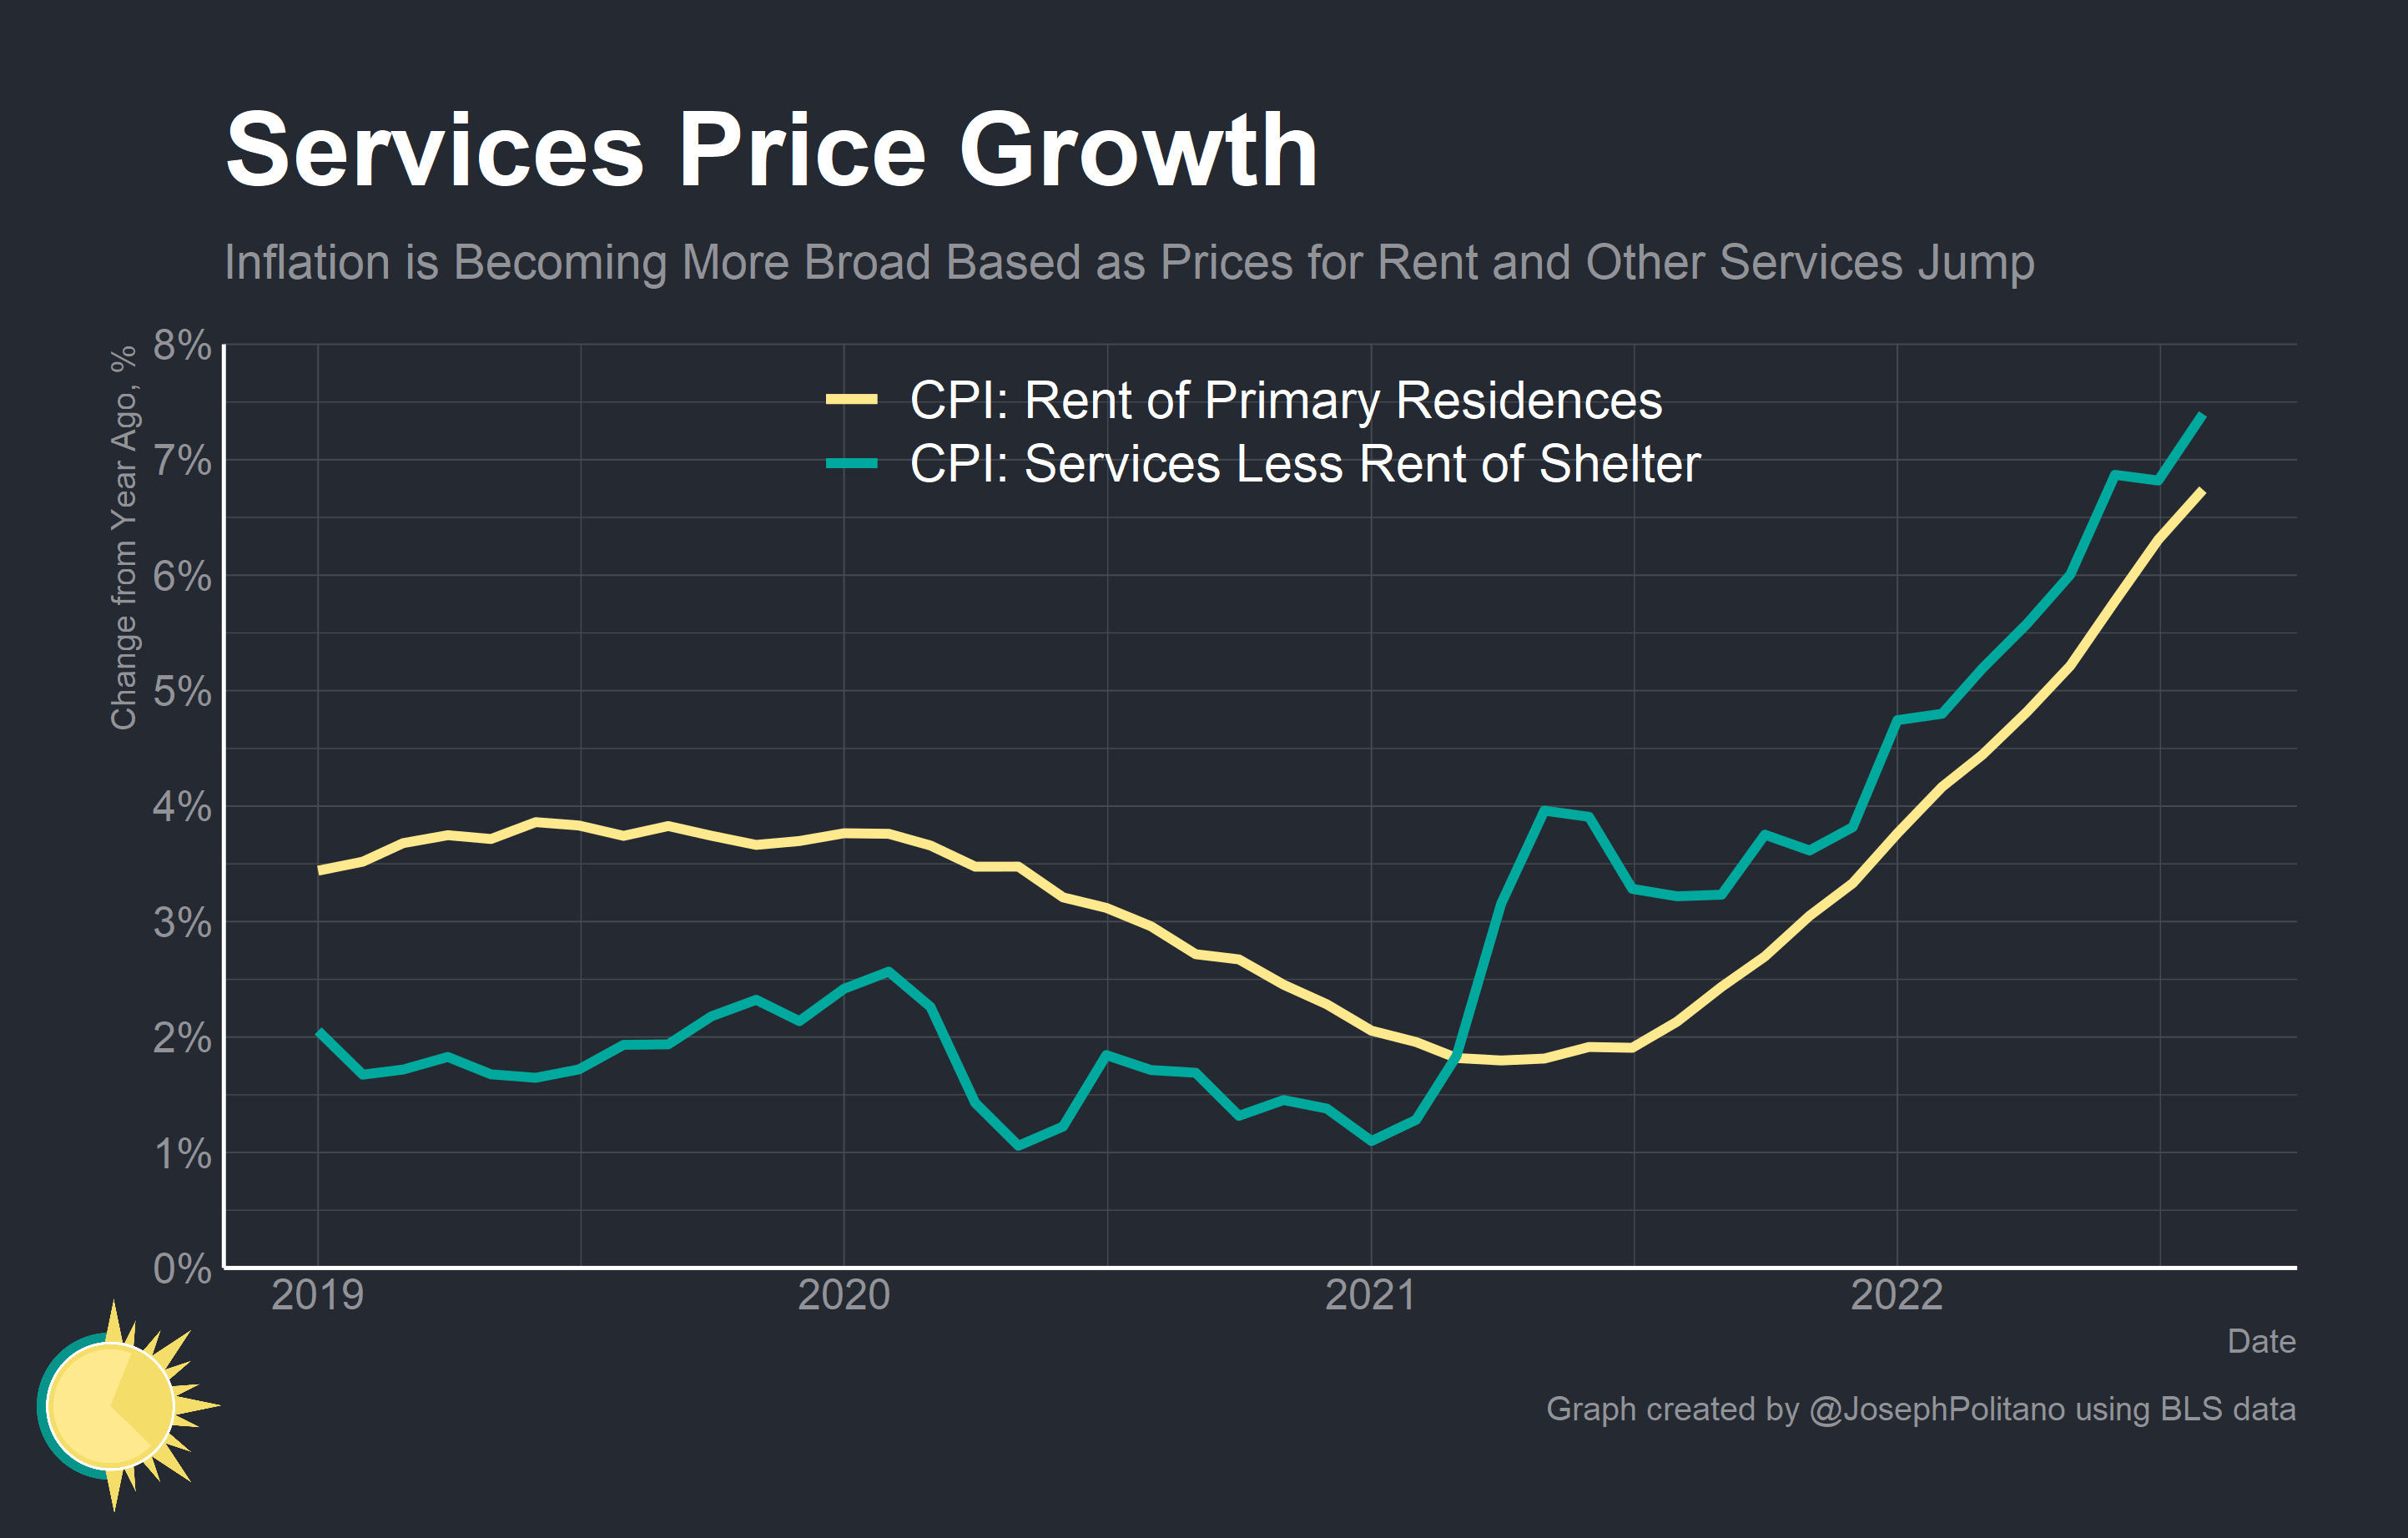 Services Price Growth
Inflation is Becoming More Broad Based as Prices for Rent and Other Services Jump
Change from Year Ago, %
8%
7%
6%
5%
4%
3%
2%
1%
0%
CPI: Rent of Primary Residences
CPI: Services Less Rent of Shelter
2019
2020
2021
2022
Date
Graph created by @JosephPolitano using BLS data